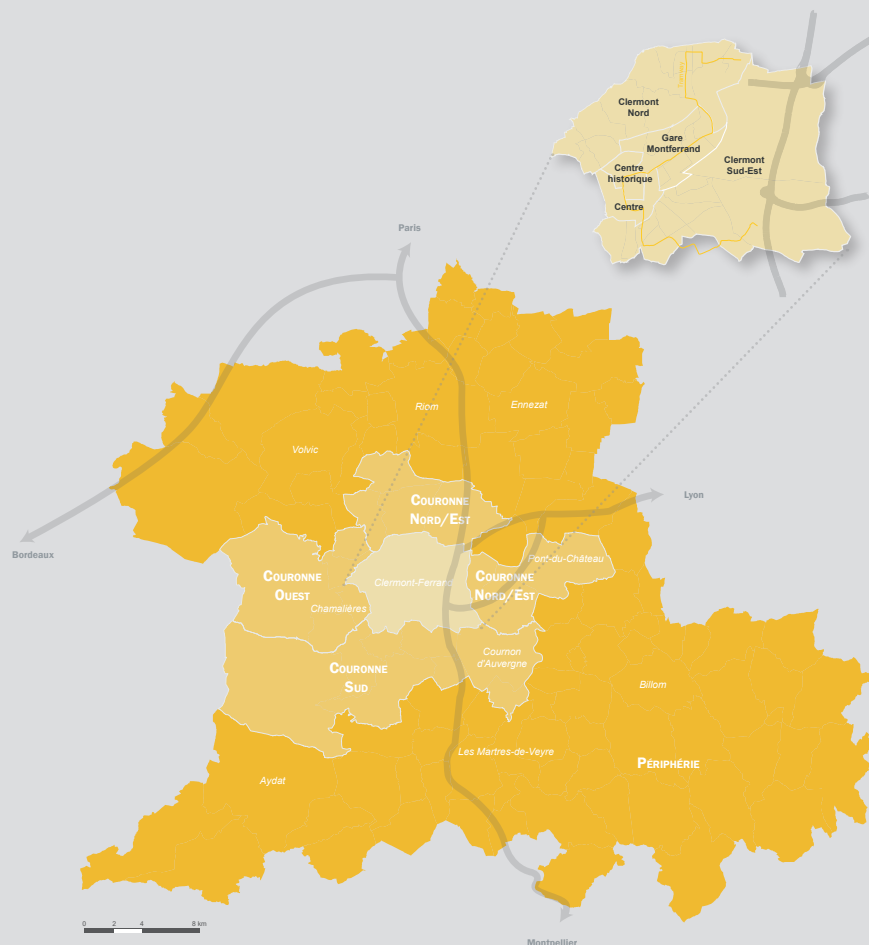 Tramway
Clermont
Nord
Gare
Montferrand
Clermont
Sud-Est
Centre
historique
Centre
Paris
Riom
Ennezat
Volvic
Couronne
Nord/Est
Lyon
Bordeaux
Pont-du-Château
Couronne
Ouest
Clermont-Ferrand
Couronne
Nord/Est
Chamalières
Cournon
d'Auvergne
Couronne
Sud
Billom
Les Martres-de-Veyre
Périphérie
Aydat
0 2 4 8 km
Montpellier